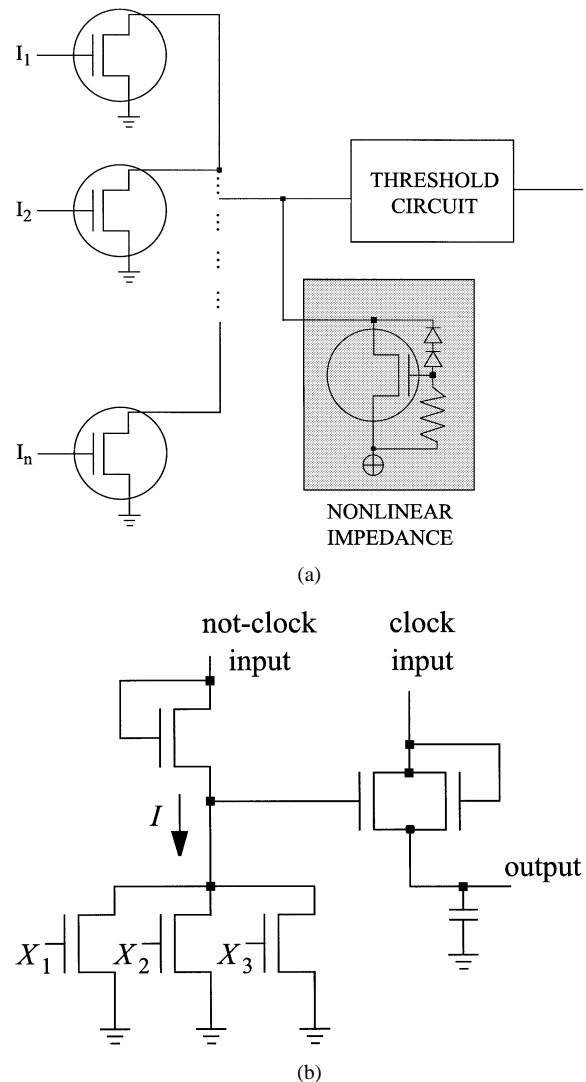 I1
I2
In
THRESHOLD
CIRCUIT
NONLINEAR
IMPEDANCE
(a)
not-clock
input
clock
input
I
output
X1
X2
X3
(b)